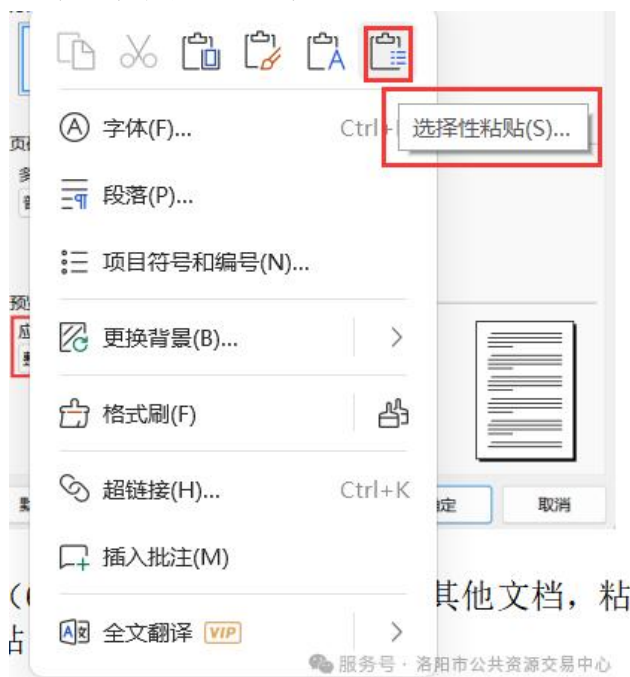 选择性粘贴(S)...
字体(F)...
Ctrl+
段落(P)...
项目符号和编号(N)...
预览
更换背景(B)...
格式刷(F)
超链接(H)...
Ctrl+K
取消
插入批注(M)
其他文档，粘
全文翻译 VIP
服务号 · 洛阳市公共资源交易中心